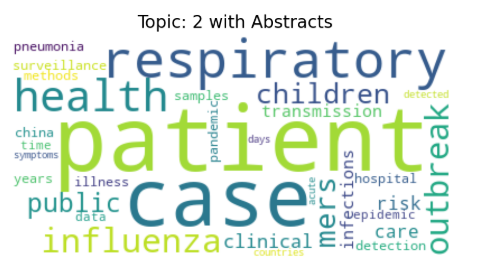 Topic: 2 with Abstracts
pneumonia
respiratory
surveillance
methods
health
samples
children
detected
transmission
pandemic
china
time
symptoms
patient
days
outbreak
years
illness
case
acute
mers
infections
hospital
public
data
risk
epidemic
care
influenza
clinical
detection
countries